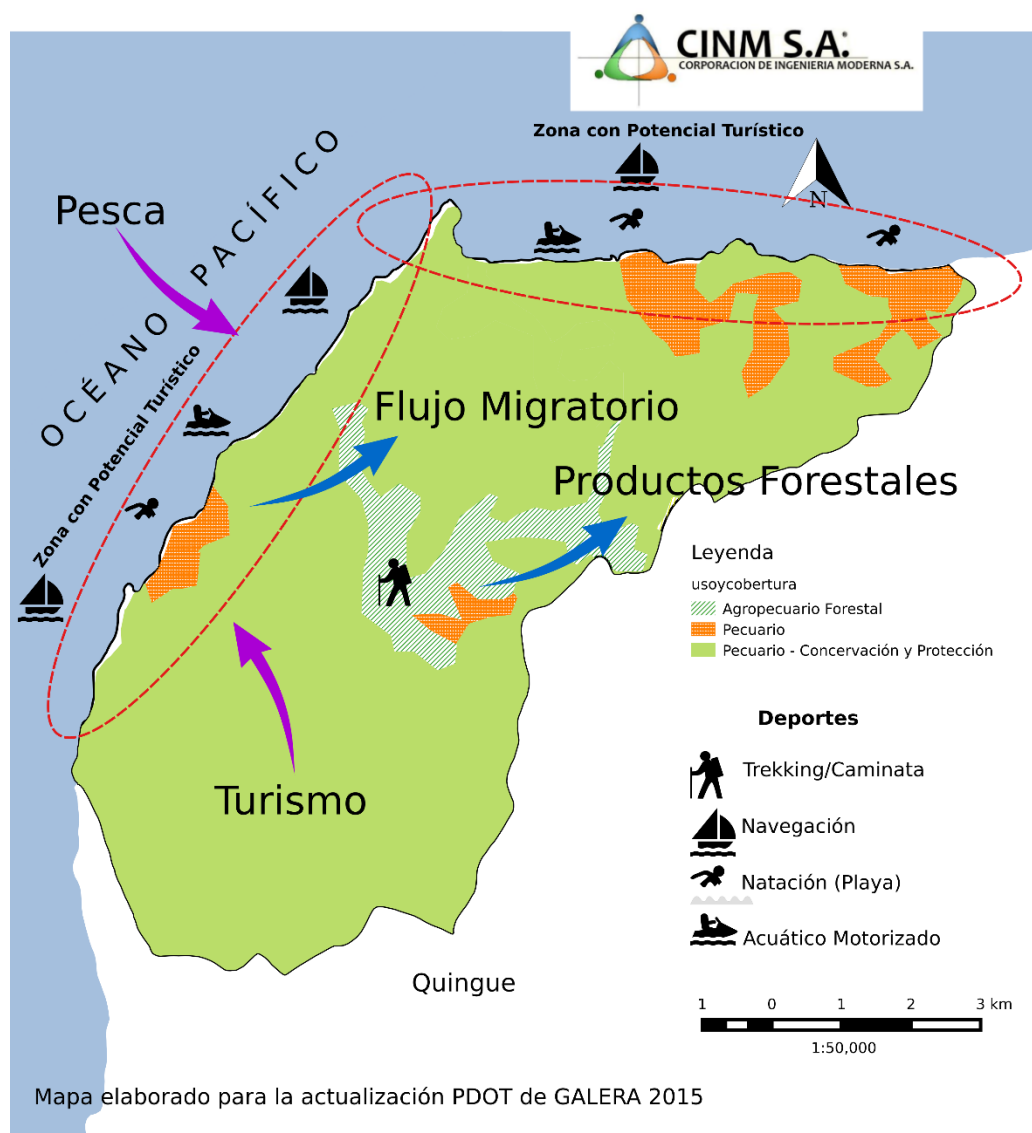 CINM S.A.
CORPORACION DE INGENIERIA MODERNA S.A.
Zona con Potencial Turístico
N
OCÉANO PACÍFICO
Pesca
Zona con Potencial Turístico
Flujo Migratorio
Productos Forestales
Turismo
Leyenda
usoycobertura
Agropecuario Forestal
Pecuario
Pecuario - Concervación y Protección
Deportes
Trekking/Caminata
Navegación
Natación (Playa)
Acuático Motorizado
Quingue
1 0 1 2 3 km
1:50,000
Mapa elaborado para la actualización PDOT de GALERA 2015